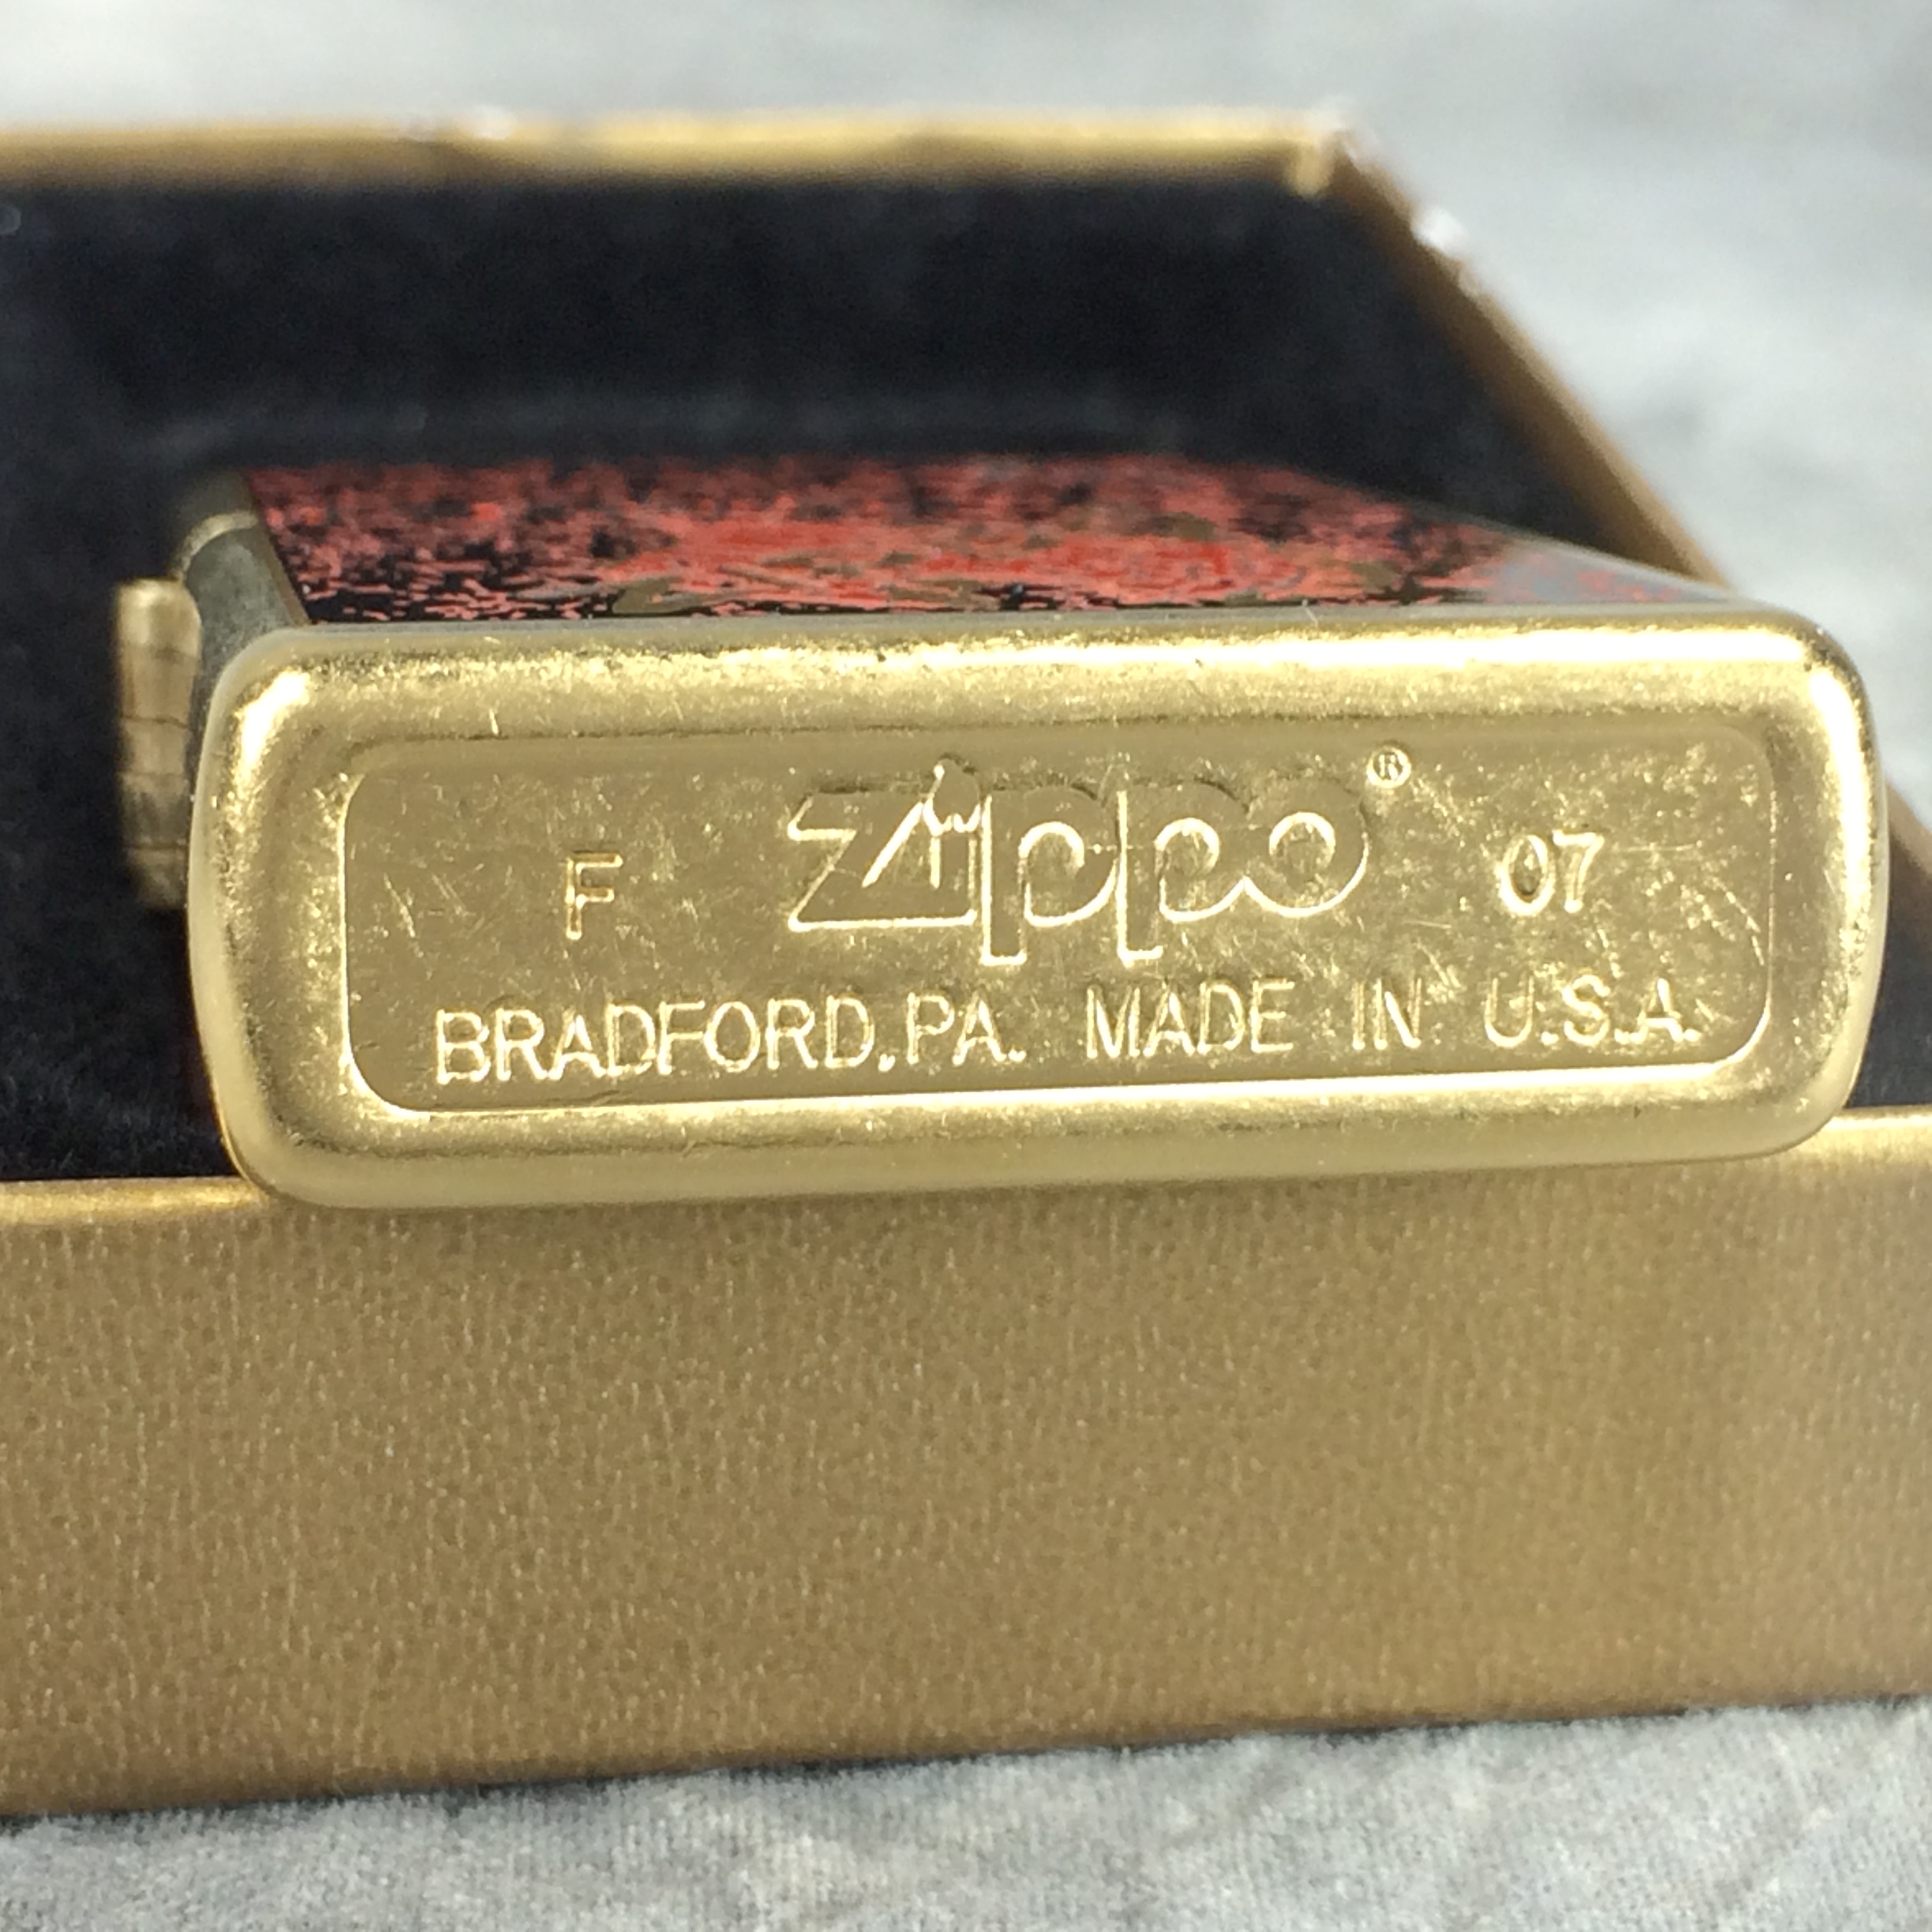 F Zippo® 07
BRADFORD,PA. MADE IN U.S.A.